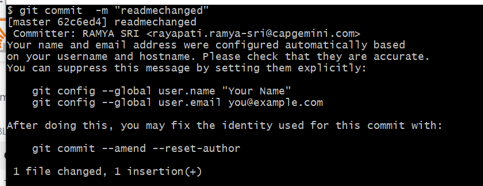 $ git commit  -m "readmechanged"
[master 62c6ed4] readmechanged
 Committer: RAMYA SRI <rayapati.ramya-sri@capgemini.com>
Your name and email address were configured automatically based
on your username and hostname. Please check that they are accurate.
You can suppress this message by setting them explicitly:

    git config --global user.name "Your Name"
    git config --global user.email you@example.com

After doing this, you may fix the identity used for this commit with:

    git commit --amend --reset-author

 1 file changed, 1 insertion(+)